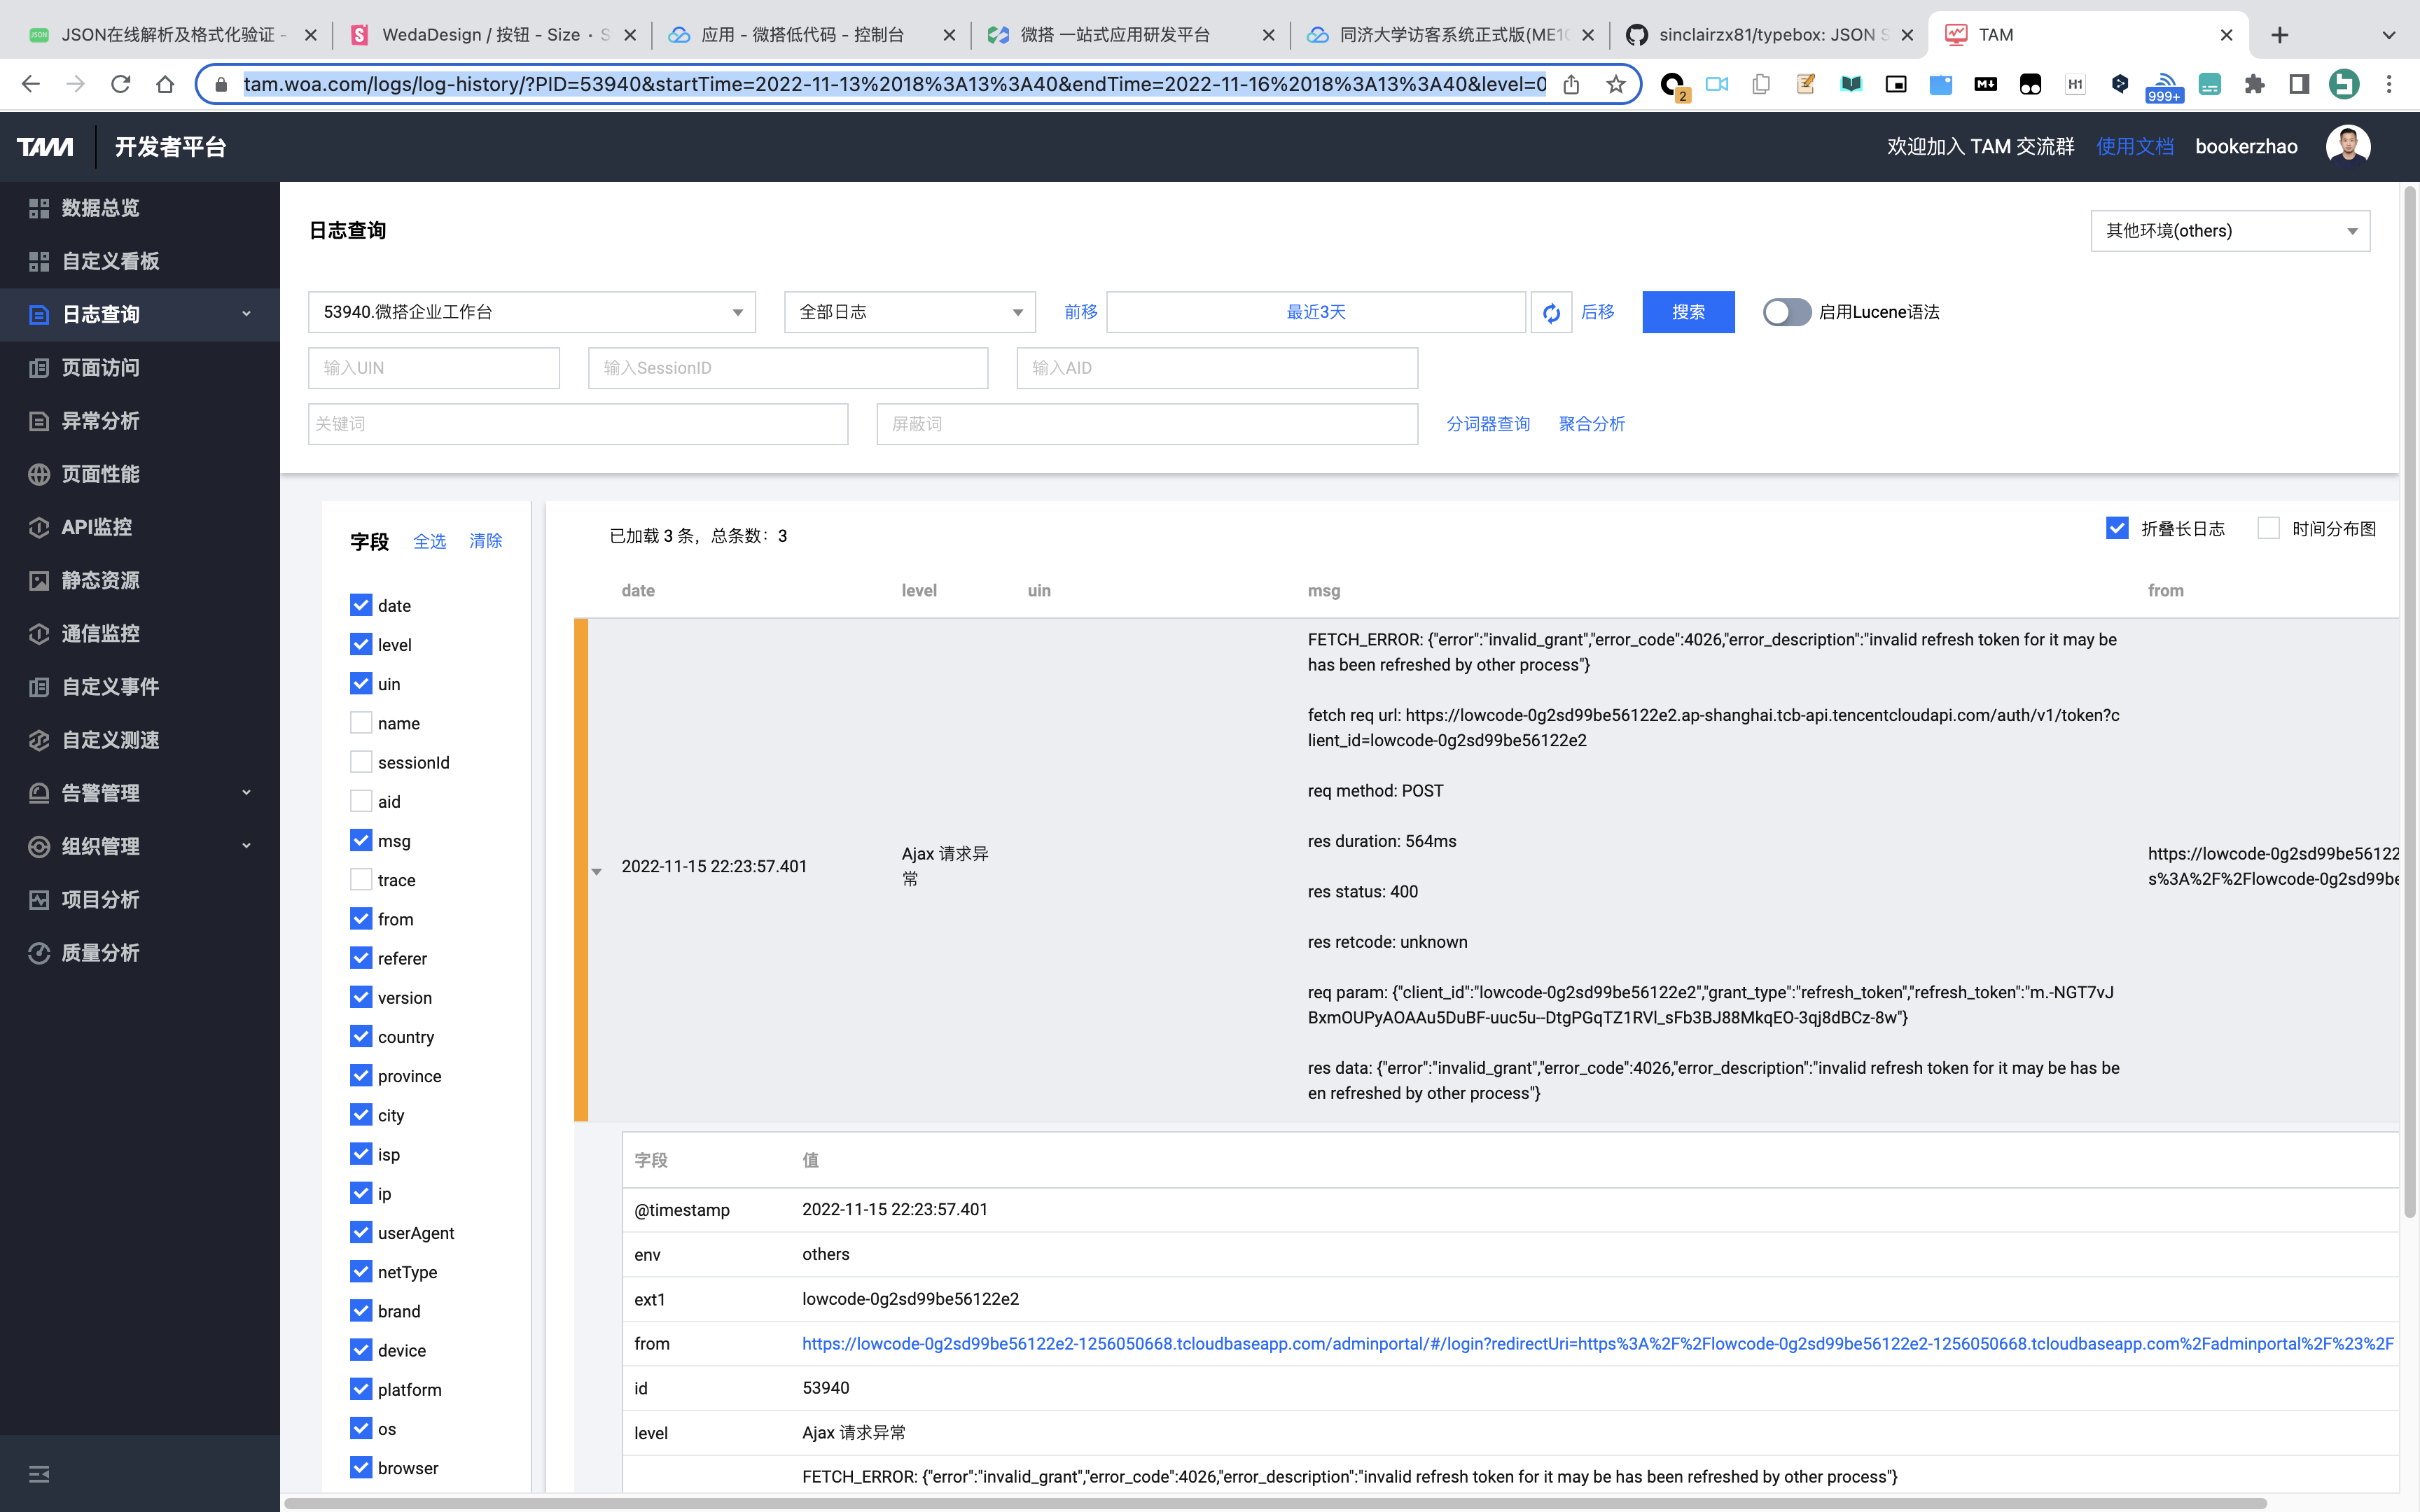 JSON在线解析及格式化验证 -
WedaDesign / 按钮 - Size ・ S
应用 - 微搭低代码 - 控制台
微搭 一站式应用研发平台
同济大学访客系统正式版(ME10
sinclairzx81/typebox: JSON S
TAM
tam.woa.com/logs/log-history/?PID=53940&startTime=2022-11-13%2018%3A13%3A40&endTime=2022-11-16%2018%3A13%3A40&level=0
2
999+
TAM 开发者平台
欢迎加入 TAM 交流群 使用文档 bookerzhao
数据总览
自定义看板
日志查询
页面访问
异常分析
页面性能
API监控
静态资源
通信监控
自定义事件
自定义测速
告警管理
组织管理
项目分析
质量分析
日志查询
其他环境(others)
53940.微搭企业工作台
全部日志
前移
最近3天
后移
搜索
启用Lucene语法
输入UIN
输入SessionID
输入AID
关键词
屏蔽词
分词器查询
聚合分析
字段 全选 清除
date
level
uin
name
sessionId
aid
msg
trace
from
referer
version
country
province
city
isp
ip
userAgent
netType
brand
device
platform
os
browser
已加载 3 条，总条数：3
折叠长日志
时间分布图
date level uin msg from
2022-11-15 22:23:57.401
Ajax 请求异
常
FETCH_ERROR: {"error":"invalid_grant","error_code":4026,"error_description":"invalid refresh token for it may be
has been refreshed by other process"}
fetch req url: https://lowcode-0g2sd99be56122e2.ap-shanghai.tcb-api.tencentcloudapi.com/auth/v1/token?c
lient_id=lowcode-0g2sd99be56122e2
req method: POST
res duration: 564ms
res status: 400
res retcode: unknown
req param: {"client_id":"lowcode-0g2sd99be56122e2","grant_type":"refresh_token","refresh_token":"m.-NGT7vJ
BxmOUPyAOAAu5DuBF-uuc5u--DtgPGqTZ1RVl_sFb3BJ88MkqEO-3qj8dBCz-8w"}
res data: {"error":"invalid_grant","error_code":4026,"error_description":"invalid refresh token for it may be has be
en refreshed by other process"}
https://lowcode-0g2sd99be56122
s%3A%2F%2Flowcode-0g2sd99be
字段 值
@timestamp 2022-11-15 22:23:57.401
env others
ext1 lowcode-0g2sd99be56122e2
from https://lowcode-0g2sd99be56122e2-1256050668.tcloudbaseapp.com/adminportal/#/login?redirectUri=https%3A%2F%2Flowcode-0g2sd99be56122e2-1256050668.tcloudbaseapp.com%2Fadminportal%2F%23%2F
id 53940
level Ajax 请求异常
FETCH_ERROR: {"error":"invalid_grant","error_code":4026,"error_description":"invalid refresh token for it may be has been refreshed by other process"}